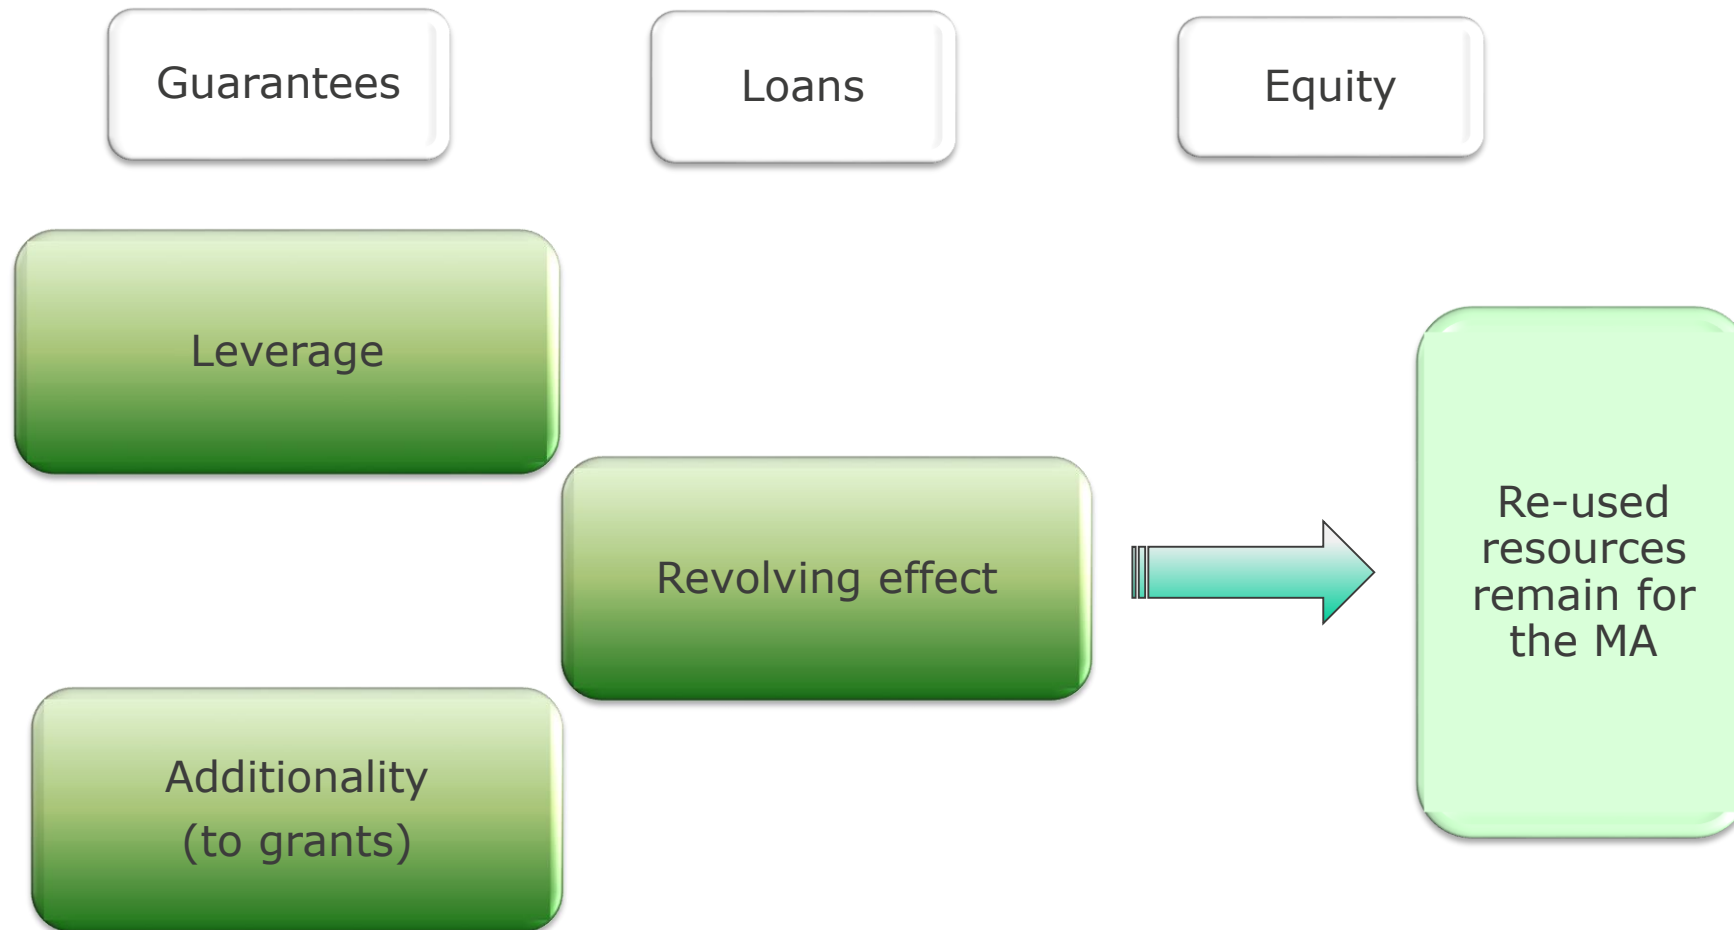 Guarantees
Loans
Equity
Leverage
Revolving effect
Additionality
(to grants)
Re-used
resources
remain for
the MA